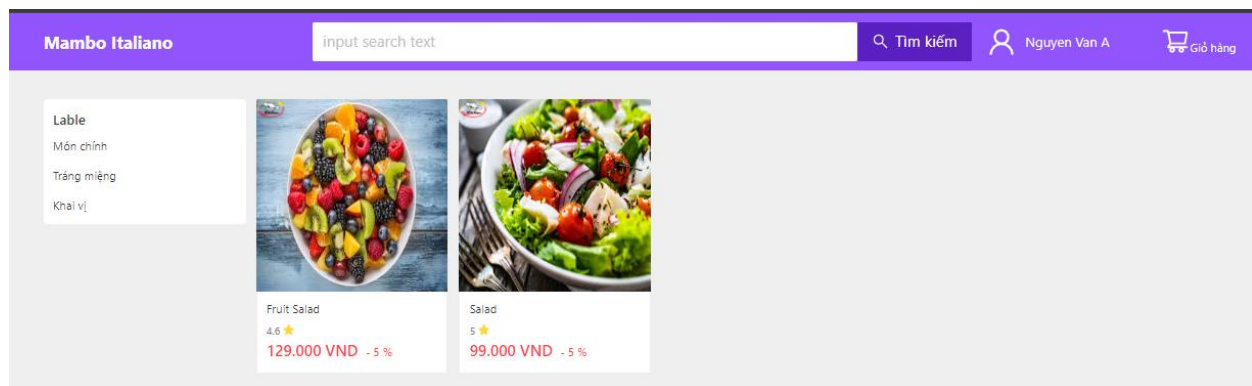 Mambo Italiano
input search text
Tìm kiếm
Nguyen Van A
Giỏ hàng
Lable
Món chính
Tráng miệng
Khai vị
Fruit Salad
4.6
129.000 VND - 5 %
Salad
5
99.000 VND - 5 %